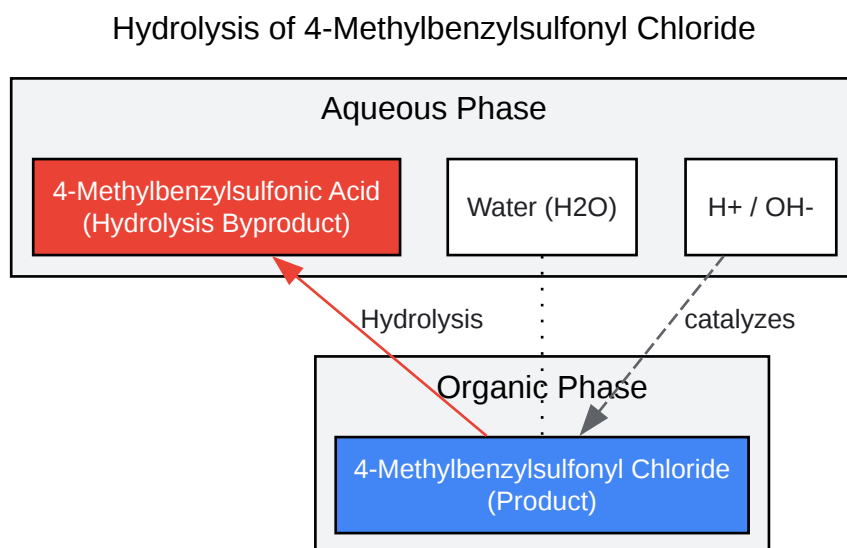 Hydrolysis of 4-Methylbenzylsulfonyl Chloride
Aqueous Phase
4-Methylbenzylsulfonic Acid
(Hydrolysis Byproduct)
Water (H2O)
H+ / OH-
Hydrolysis
catalyzes
Organic Phase
4-Methylbenzylsulfonyl Chloride
(Product)